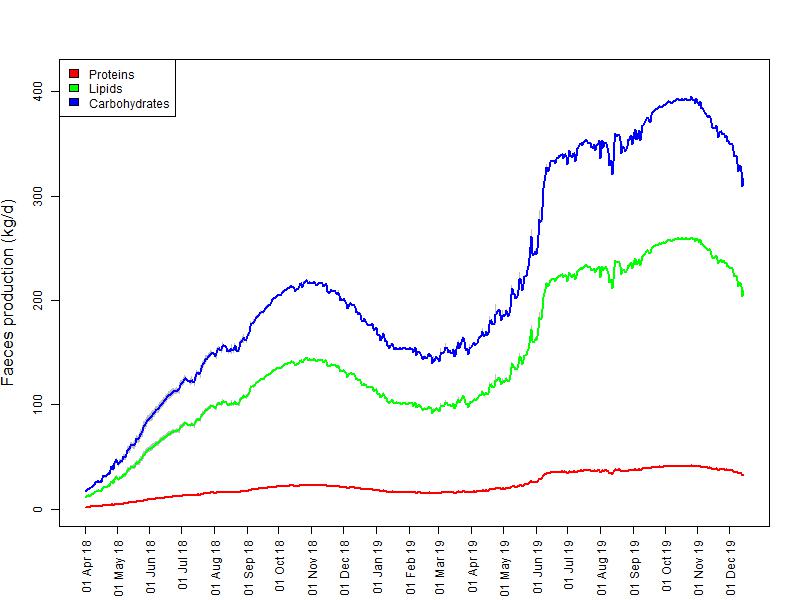 Proteins
Lipids
Carbohydrates
Faeces production (kg/d)
400
300
200
100
0
01 Apr 18
01 May 18
01 Jun 18
01 Jul 18
01 Aug 18
01 Sep 18
01 Oct 18
01 Nov 18
01 Dec 18
01 Jan 19
01 Feb 19
01 Mar 19
01 Apr 19
01 May 19
01 Jun 19
01 Jul 19
01 Aug 19
01 Sep 19
01 Oct 19
01 Nov 19
01 Dec 19